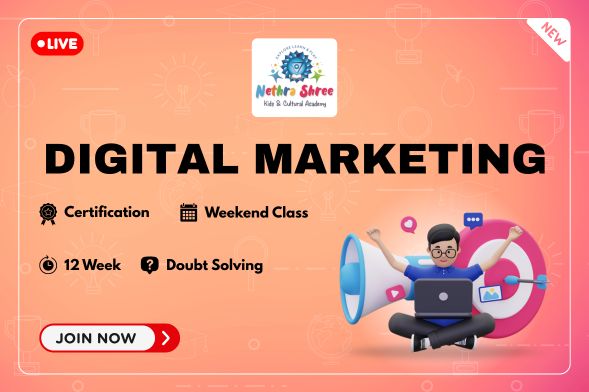 LIVE
NEW
Nethra Shree
Kids & Cultural Academy
DIGITAL MARKETING
Certification
Weekend Class
12 Week
Doubt Solving
JOIN NOW